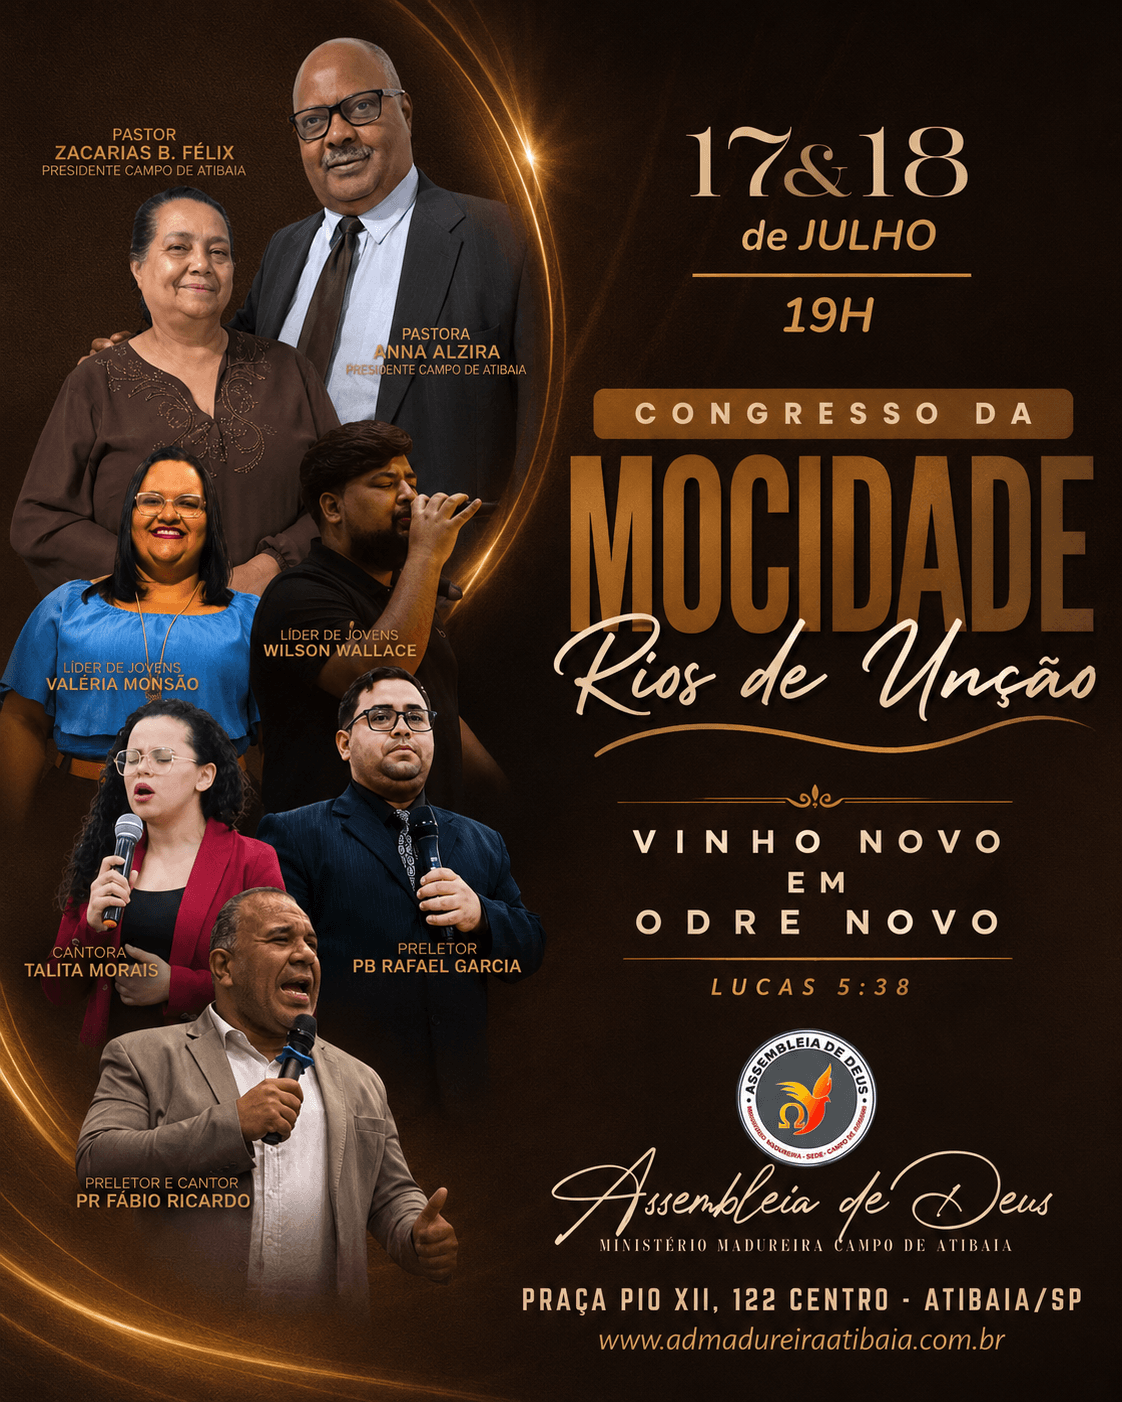 PASTOR
ZACARIAS B. FÉLIX
PRESIDENTE CAMPO DE ATIBAIA
PASTORA
ANNA ALZIRA
PRESIDENTE CAMPO DE ATIBAIA
LÍDER DE JOVENS
WILSON WALLACE
LÍDER DE JOVENS
VALÉRIA MONSÃO
CANTORA
TALITA MORAIS
PRELETOR
PB RAFAEL GARCIA
PRELETOR E CANTOR
PR FÁBIO RICARDO
17&18
de JULHO
19H
CONGRESSO DA
MOCIDADE
Rios de Unção
VINHO NOVO
EM
ODRE NOVO
LUCAS 5:38
ASSEMBLEIA DE DEUS
Ω
Assembleia de Deus
MINISTÉRIO MADUREIRA CAMPO DE ATIBAIA
PRAÇA PIO XII, 122 CENTRO - ATIBAIA/SP
www.admadureiraatibaia.com.br